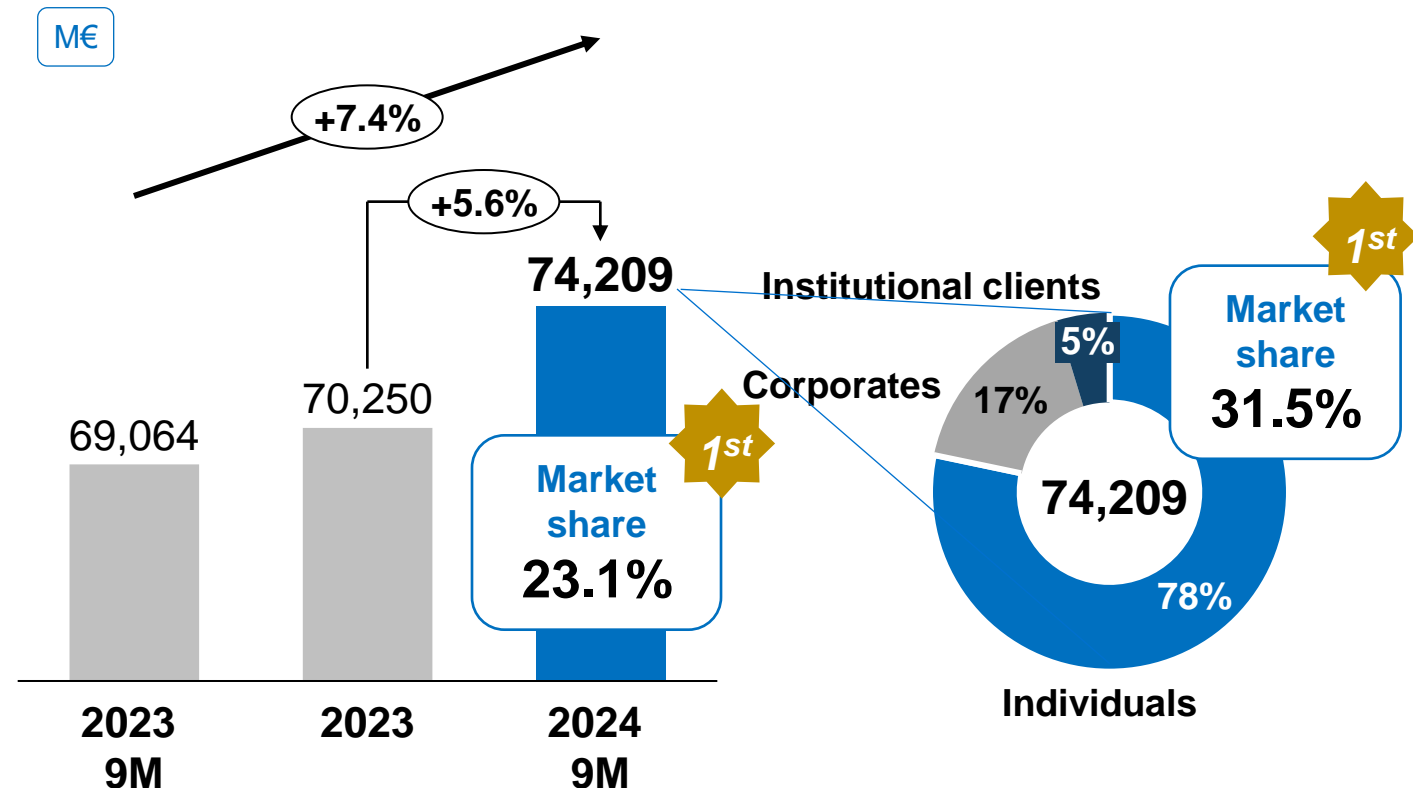 M€
+7.4%
+5.6%
69,064
70,250
74,209
Market
share
23.1%
1st
2023
9M
2023
2024
9M
Institutional clients
Corporates
5%
17%
78%
74,209
Individuals
Market
share
31.5%
1st